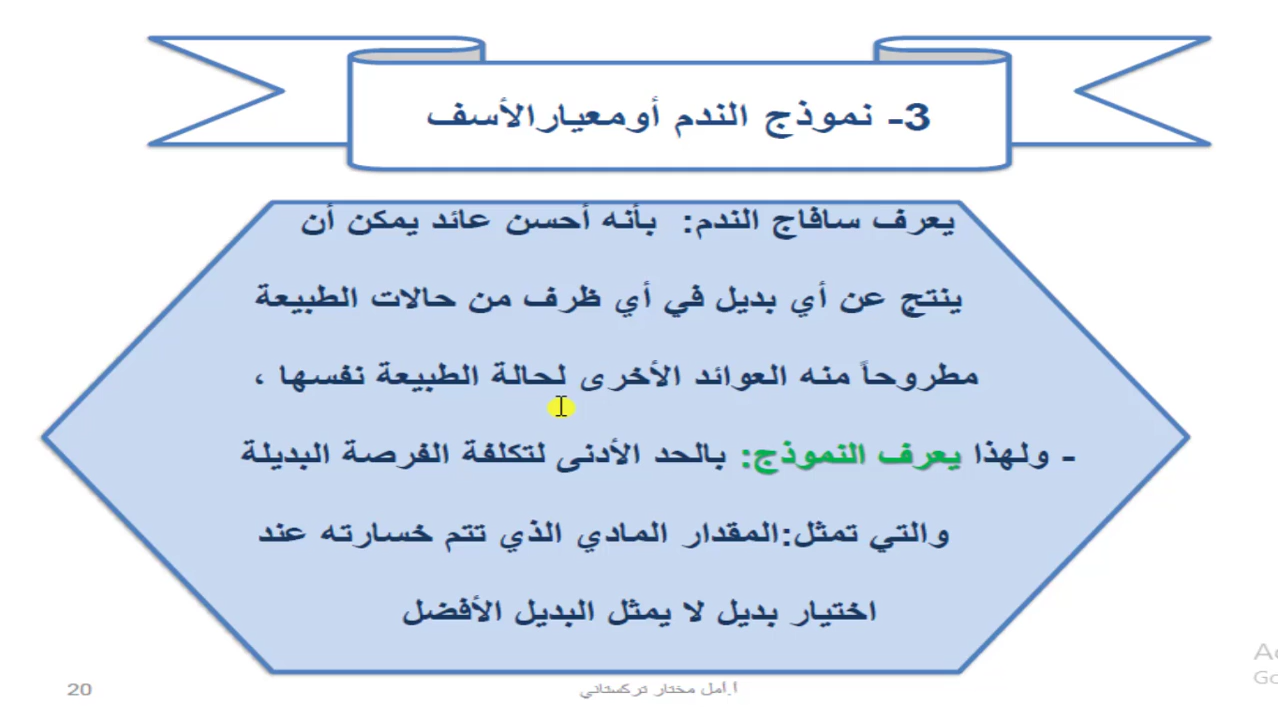 3- نموذج الندم أومعيارالأسف
يعرف سافاج الندم: بأنه أحسن عائد يمكن أن
ينتج عن أي بديل في أي ظرف من حالات الطبيعة
مطروحاً منه العوائد الأخرى لحالة الطبيعة نفسها ،
- ولهذا يعرف النموذج: بالحد الأدنى لتكلفة الفرصة البديلة
والتي تمثل:المقدار المادي الذي تتم خسارته عند
اختيار بديل لا يمثل البديل الأفضل
ا.أمل مختار تركستاني
20